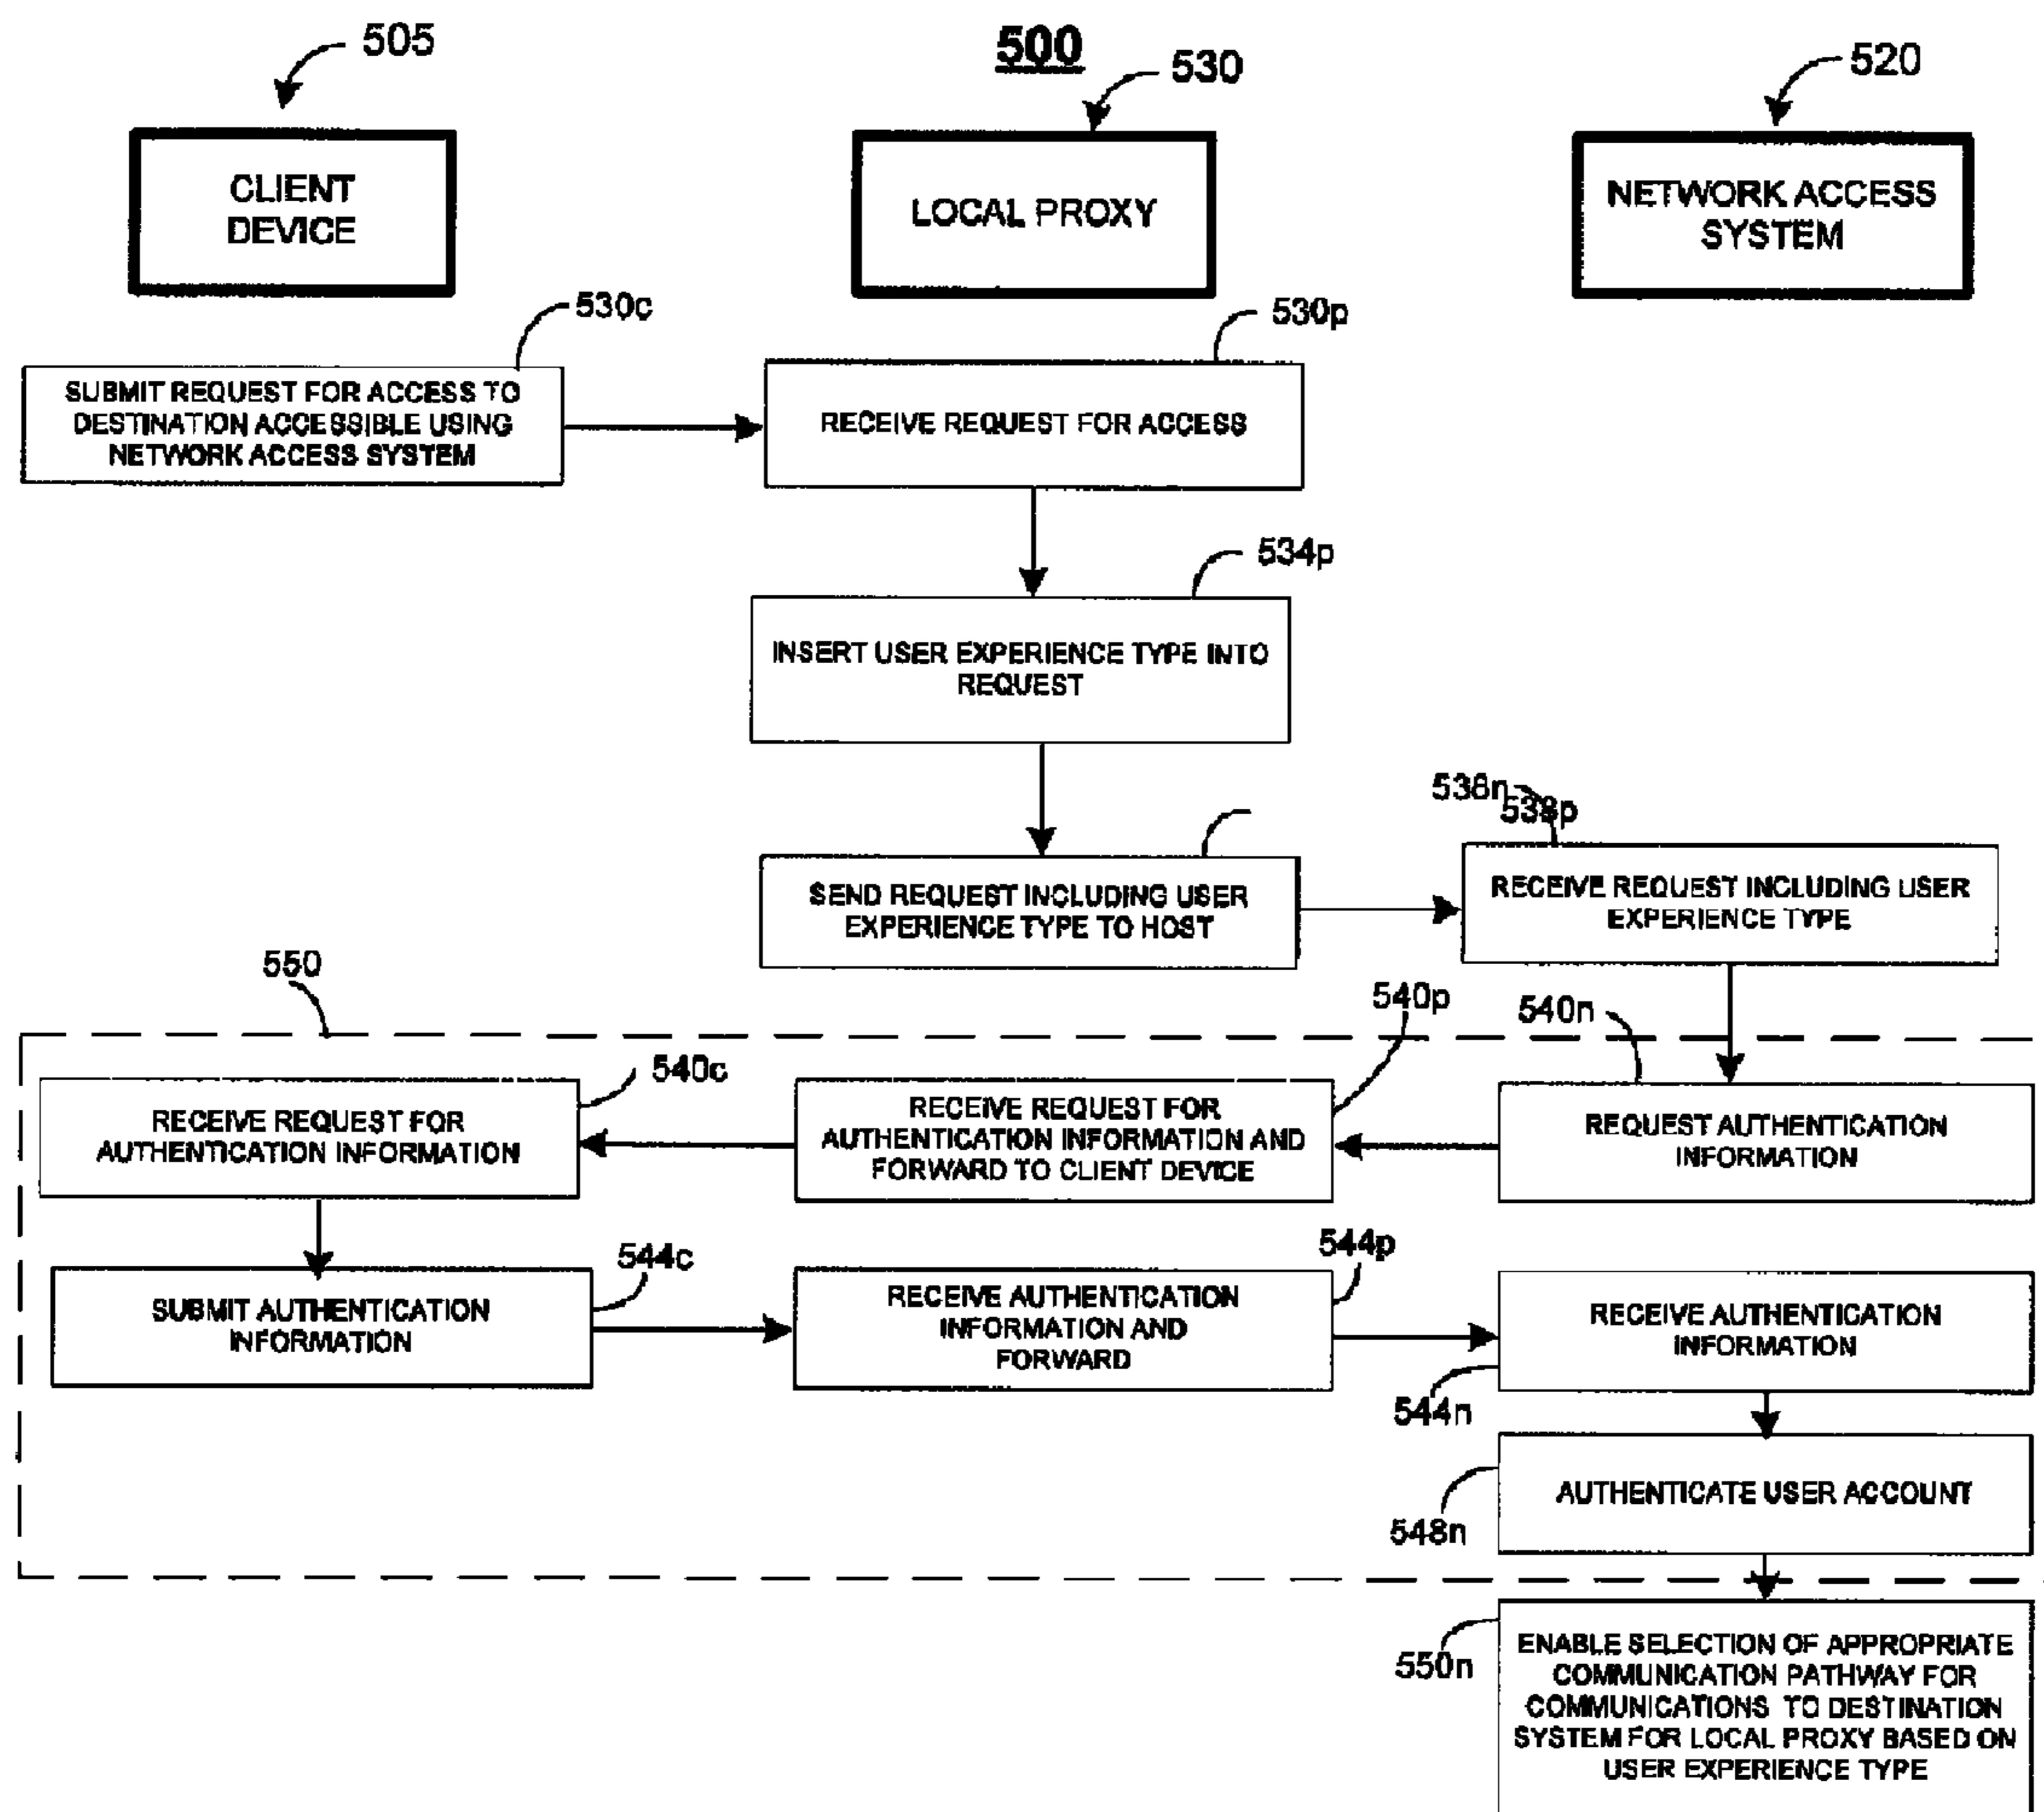 505
500
530
520
CLIENT
DEVICE
LOCAL PROXY
NETWORK ACCESS
SYSTEM
530c
530p
SUBMIT REQUEST FOR ACCESS TO
DESTINATION ACCESSIBLE USING
NETWORK ACCESS SYSTEM
RECEIVE REQUEST FOR ACCESS
534p
INSERT USER EXPERIENCE TYPE INTO
REQUEST
538n
538p
SEND REQUEST INCLUDING USER
EXPERIENCE TYPE TO HOST
RECEIVE REQUEST INCLUDING USER
EXPERIENCE TYPE
550
540p
540n
540c
RECEIVE REQUEST FOR
AUTHENTICATION INFORMATION
RECEIVE REQUEST FOR
AUTHENTICATION INFORMATION AND
FORWARD TO CLIENT DEVICE
REQUEST AUTHENTICATION
INFORMATION
544c
544p
SUBMIT AUTHENTICATION
INFORMATION
RECEIVE AUTHENTICATION
INFORMATION AND
FORWARD
RECEIVE AUTHENTICATION
INFORMATION
544n
AUTHENTICATE USER ACCOUNT
548n
ENABLE SELECTION OF APPROPRIATE
COMMUNICATION PATHWAY FOR
COMMUNICATIONS TO DESTINATION
SYSTEM FOR LOCAL PROXY BASED ON
USER EXPERIENCE TYPE
550n